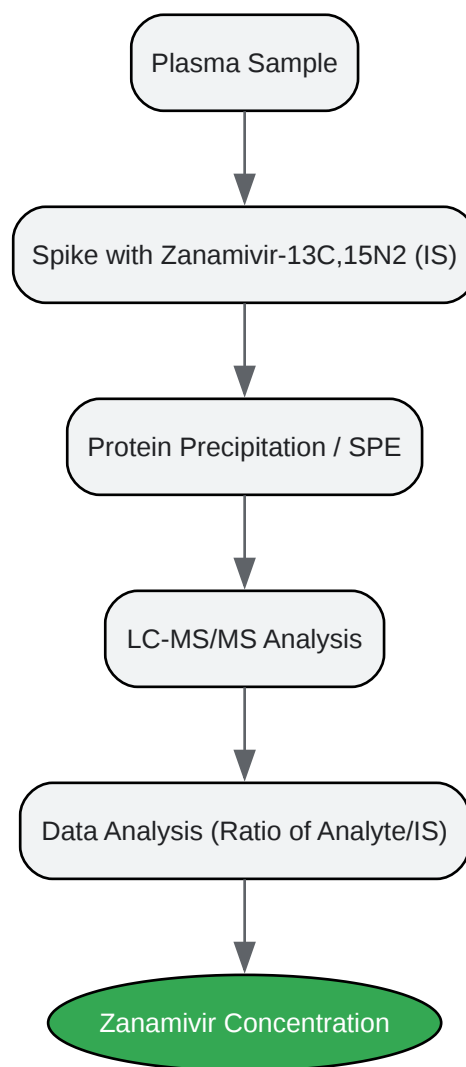 Plasma Sample
Spike with Zanamivir-13C,15N2 (IS)
Protein Precipitation / SPE
LC-MS/MS Analysis
Data Analysis (Ratio of Analyte/IS)
Zanamivir Concentration